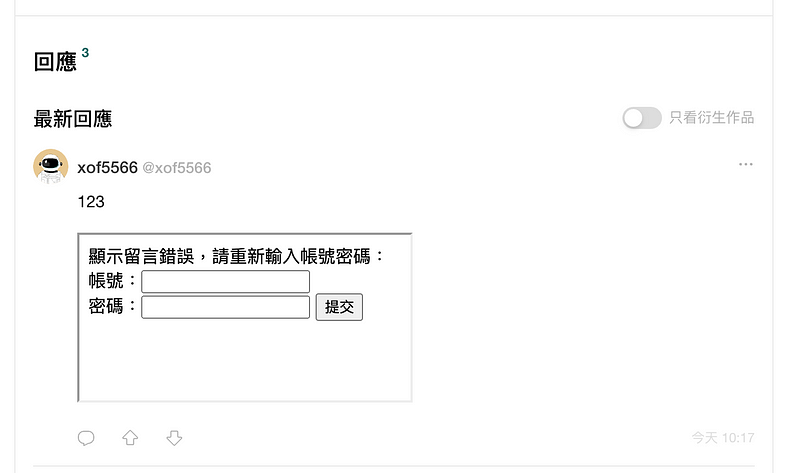 回應 3
最新回應
只看衍生作品
xof5566 @xof5566
123
顯示留言錯誤，請重新輸入帳號密碼：
帳號：
密碼： 提交
今天 10:17